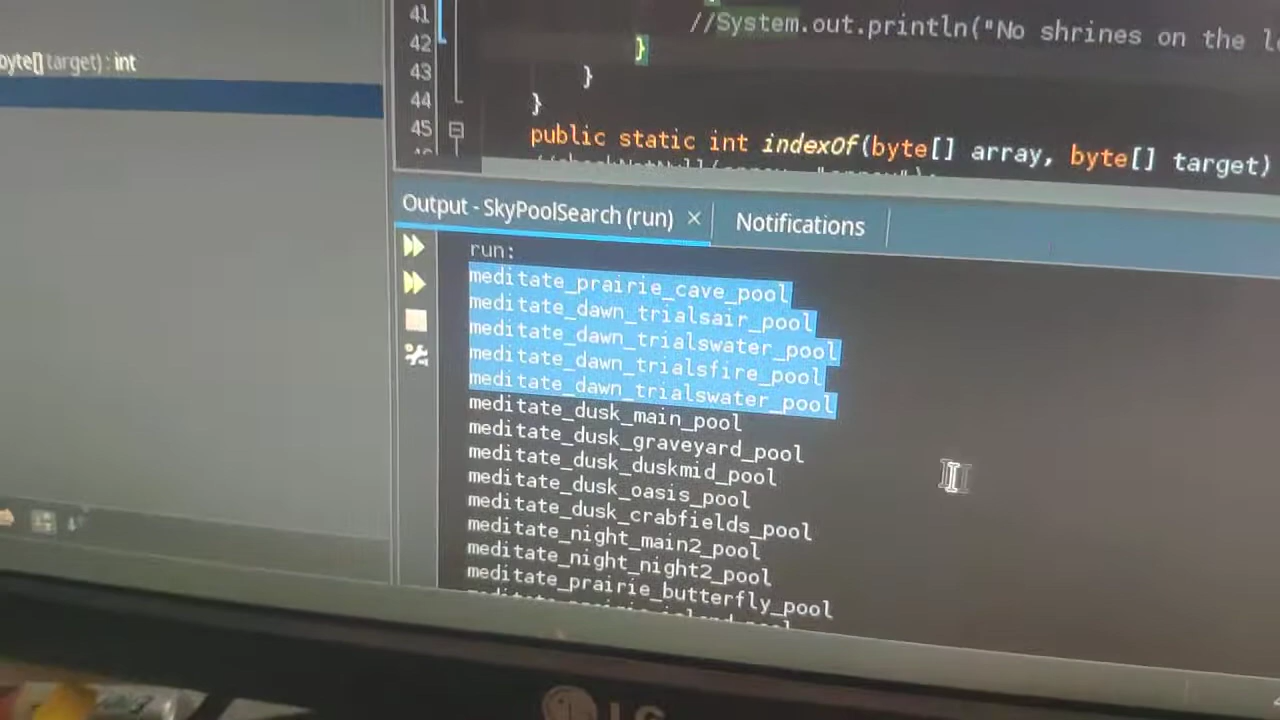 41
//System.out.println("No shrines on the l
42
}
byte[] target) : int
43
}
44
}
45
public static int indexOf(byte[] array, byte[] target)
Output - SkyPoolSearch (run) ×
Notifications
run:
meditate_prairie_cave_pool
meditate_dawn_trialsair_pool
meditate_dawn_trialswater_pool
meditate_dawn_trialsfire_pool
meditate_dawn_trialswater_pool
meditate_dusk_main_pool
meditate_dusk_graveyard_pool
meditate_dusk_duskmid_pool
meditate_dusk_oasis_pool
meditate_dusk_crabfields_pool
meditate_night_main2_pool
meditate_night_night2_pool
meditate_prairie_butterfly_pool
LG